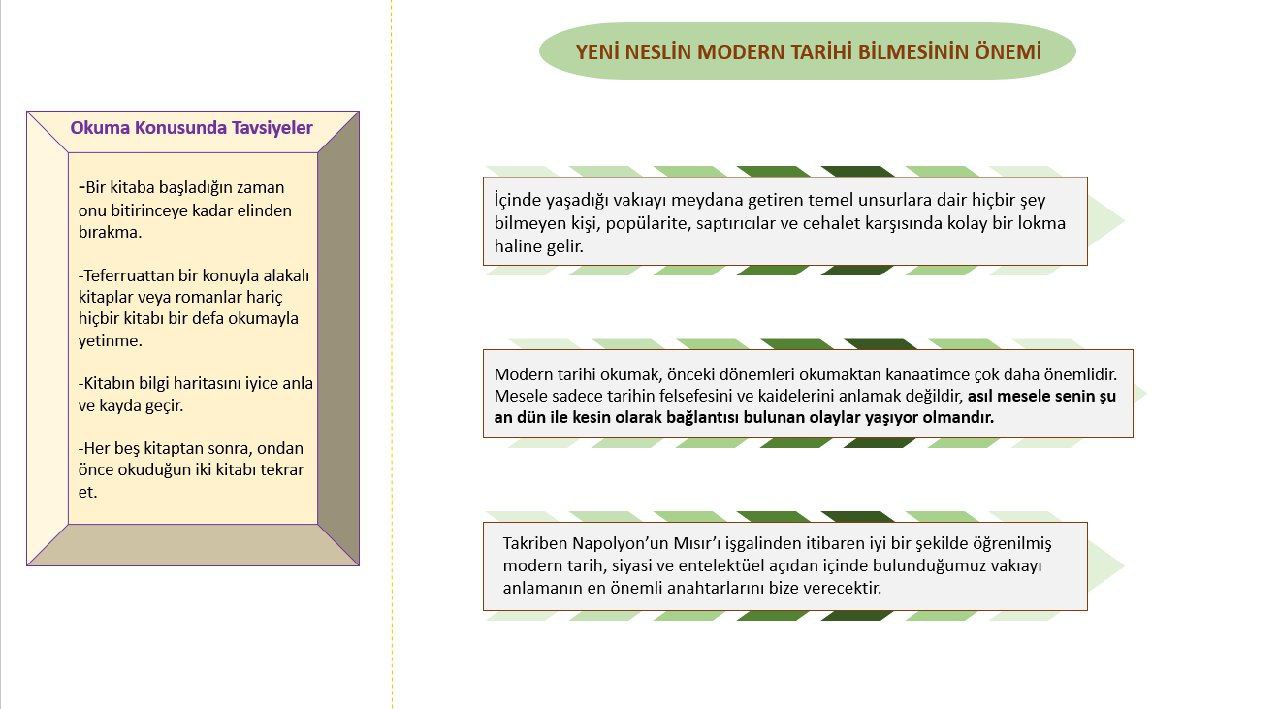 Okuma Konusunda Tavsiyeler
-Bir kitaba başladığın zaman
onu bitirinceye kadar elinden
bırakma.
-Teferruattan bir konuyla alakalı
kitaplar veya romanlar hariç
hiçbir kitabı bir defa okumayla
yetinme.
-Kitabın bilgi haritasını iyice anla
ve kayda geçir.
-Her beş kitaptan sonra, ondan
önce okuduğun iki kitabı tekrar
et.
YENİ NESLİN MODERN TARİHİ BİLMESİNİN ÖNEMİ
İçinde yaşadığı vakıayı meydana getiren temel unsurlara dair hiçbir şey
bilmeyen kişi, popülarite, saptırıcılar ve cehalet karşısında kolay bir lokma
haline gelir.
Modern tarihi okumak, önceki dönemleri okumaktan kanaatimce çok daha önemlidir.
Mesele sadece tarihin felsefesini ve kaidelerini anlamak değildir, asıl mesele senin şu
an dün ile kesin olarak bağlantısı bulunan olaylar yaşıyor olmandır.
Takriben Napolyon’un Mısır’ı işgalinden itibaren iyi bir şekilde öğrenilmiş
modern tarih, siyasi ve entelektüel açıdan içinde bulunduğumuz vakıayı
anlamanın en önemli anahtarlarını bize verecektir.